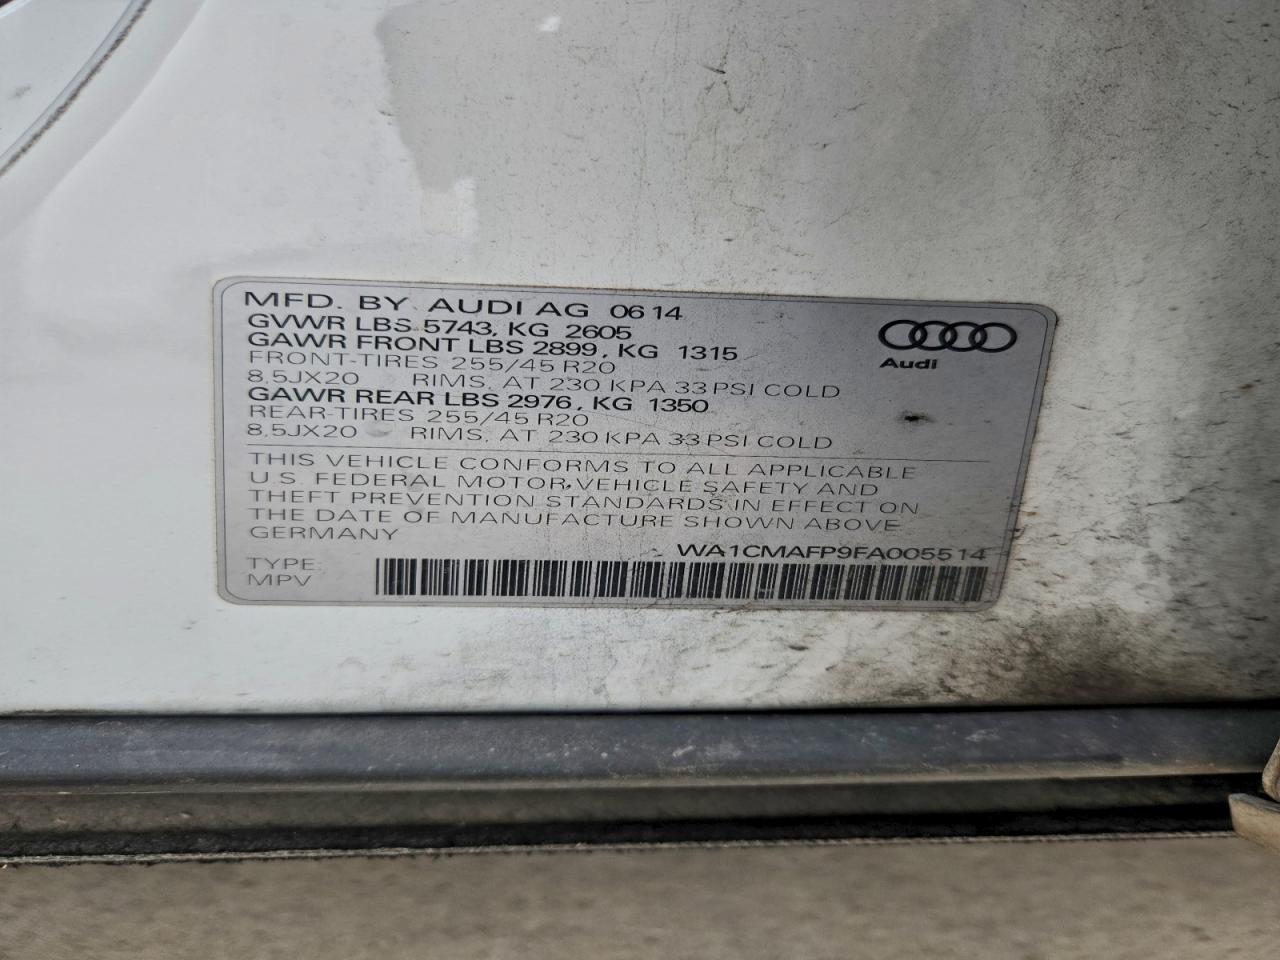 MFD. BY AUDI AG 06 14
GVWR LBS 5743, KG 2605
GAWR FRONT LBS 2899, KG 1315
FRONT-TIRES 255/45 R20
8,5JX20 RIMS, AT 230 KPA 33 PSI COLD
GAWR REAR LBS 2976, KG 1350
REAR-TIRES 255/45 R20
8,5JX20 RIMS, AT 230 KPA 33 PSI COLD
Audi
THIS VEHICLE CONFORMS TO ALL APPLICABLE
U.S. FEDERAL MOTOR VEHICLE SAFETY AND
THEFT PREVENTION STANDARDS IN EFFECT ON
THE DATE OF MANUFACTURE SHOWN ABOVE
GERMANY
WA1CMAFP9FA005514
TYPE:
MPV